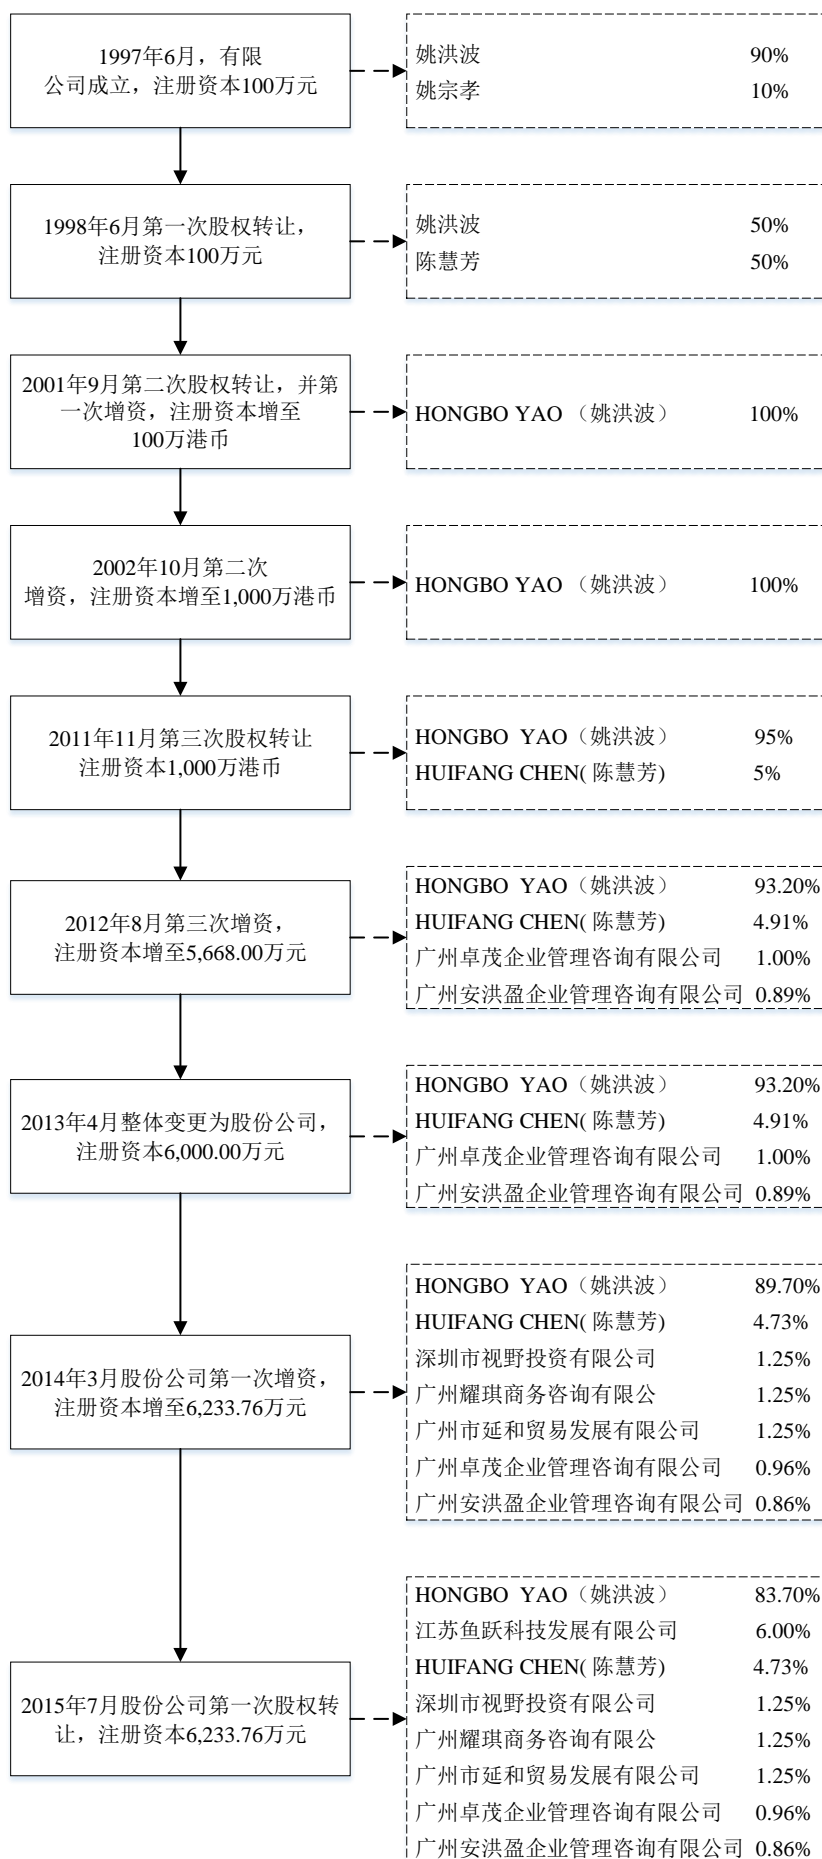 1997年6月，有限
公司成立，注册资本100万元
姚洪波 90%
姚宗孝 10%
1998年6月第一次股权转让，
注册资本100万元
姚洪波 50%
陈慧芳 50%
2001年9月第二次股权转让，并第
一次增资，注册资本增至
100万港币
HONGBO YAO （姚洪波） 100%
2002年10月第二次
增资，注册资本增至1,000万港币
HONGBO YAO （姚洪波） 100%
2011年11月第三次股权转让
注册资本1,000万港币
HONGBO YAO（姚洪波） 95%
HUIFANG CHEN( 陈慧芳) 5%
2012年8月第三次增资，
注册资本增至5,668.00万元
HONGBO YAO（姚洪波） 93.20%
HUIFANG CHEN( 陈慧芳) 4.91%
广州卓茂企业管理咨询有限公司 1.00%
广州安洪盈企业管理咨询有限公司 0.89%
2013年4月整体变更为股份公司，
注册资本6,000.00万元
HONGBO YAO（姚洪波） 93.20%
HUIFANG CHEN( 陈慧芳) 4.91%
广州卓茂企业管理咨询有限公司 1.00%
广州安洪盈企业管理咨询有限公司 0.89%
2014年3月股份公司第一次增资，
注册资本增至6,233.76万元
HONGBO YAO（姚洪波） 89.70%
HUIFANG CHEN( 陈慧芳) 4.73%
深圳市视野投资有限公司 1.25%
广州耀琪商务咨询有限公 1.25%
广州市延和贸易发展有限公司 1.25%
广州卓茂企业管理咨询有限公司 0.96%
广州安洪盈企业管理咨询有限公司 0.86%
2015年7月股份公司第一次股权转
让，注册资本6,233.76万元
HONGBO YAO（姚洪波） 83.70%
江苏鱼跃科技发展有限公司 6.00%
HUIFANG CHEN( 陈慧芳) 4.73%
深圳市视野投资有限公司 1.25%
广州耀琪商务咨询有限公 1.25%
广州市延和贸易发展有限公司 1.25%
广州卓茂企业管理咨询有限公司 0.96%
广州安洪盈企业管理咨询有限公司 0.86%